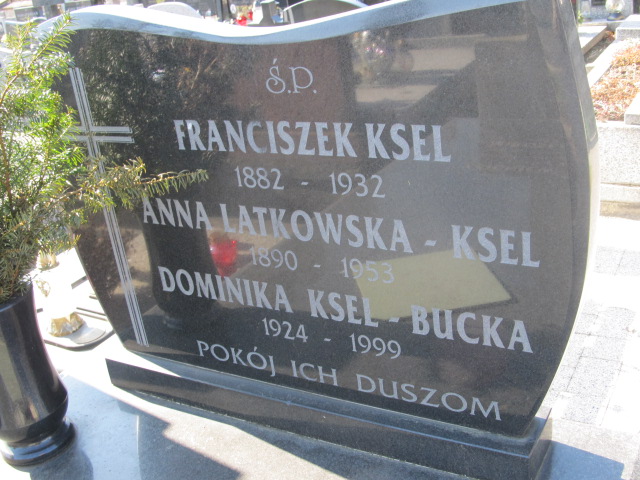 Ś.P.
FRANCISZEK KSEL
1882 - 1932
ANNA LATKOWSKA - KSEL
1890 - 1953
DOMINIKA KSEL - BUCKA
1924 - 1999
POKÓJ ICH DUSZOM